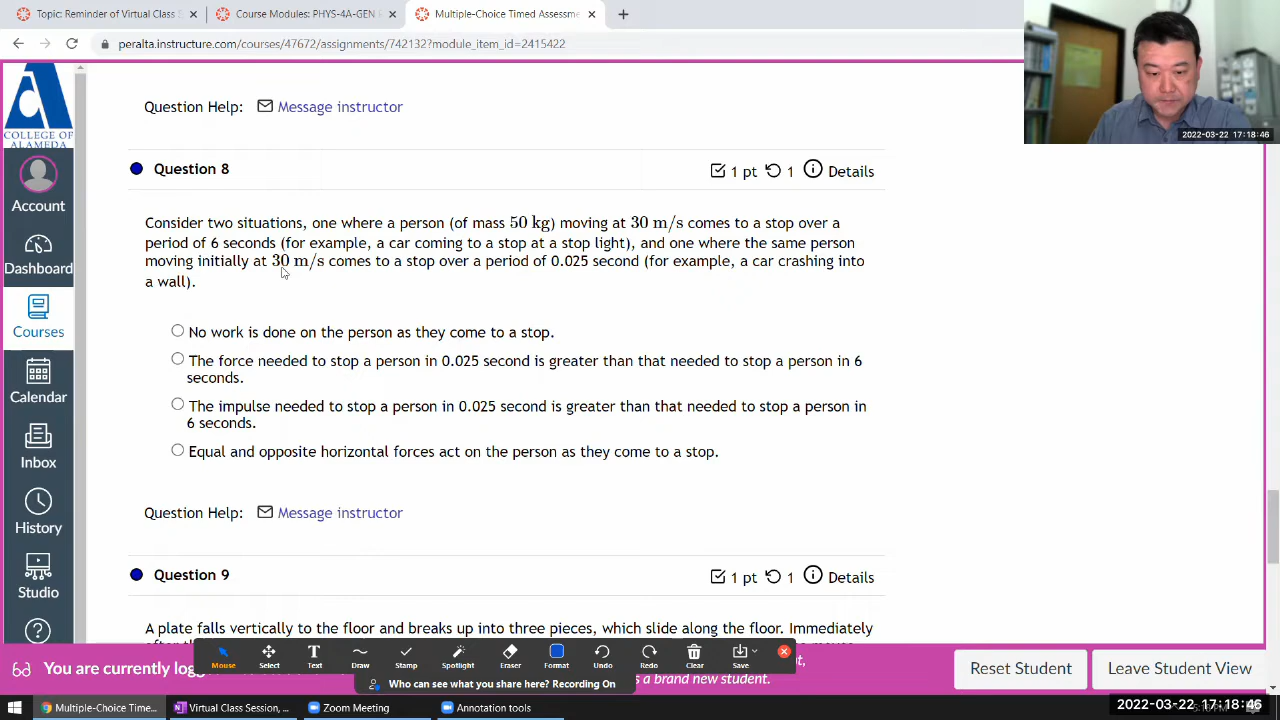 Topic: Reminder of Virtual Class S
Course Modules: PHYS-4A-GEN P
Multiple-Choice Timed Assessme
peralta.instructure.com/courses/47672/assignments/742132?module_item_id=2415422
2022-03-22 17:18:46
COLLEGE OF
ALAMEDA
Account
Dashboard
Courses
Calendar
Inbox
History
Studio
Question Help: Message instructor
Question 8
1 pt 1 Details
Consider two situations, one where a person (of mass 50 kg) moving at 30 m/s comes to a stop over a
period of 6 seconds (for example, a car coming to a stop at a stop light), and one where the same person
moving initially at 30 m/s comes to a stop over a period of 0.025 second (for example, a car crashing into
a wall).
No work is done on the person as they come to a stop.
The force needed to stop a person in 0.025 second is greater than that needed to stop a person in 6
seconds.
The impulse needed to stop a person in 0.025 second is greater than that needed to stop a person in
6 seconds.
Equal and opposite horizontal forces act on the person as they come to a stop.
Question Help: Message instructor
Question 9
1 pt 1 Details
A plate falls vertically to the floor and breaks up into three pieces, which slide along the floor. Immediately
You are currently log
s a brand new student.
Reset Student
Leave Student View
Mouse
Select
Text
Draw
Stamp
Spotlight
Eraser
Format
Undo
Redo
Clear
Save
Who can see what you share here? Recording On
Multiple-Choice Time...
Virtual Class Session, ...
Zoom Meeting
Annotation tools
2022-03-22 17:18:46